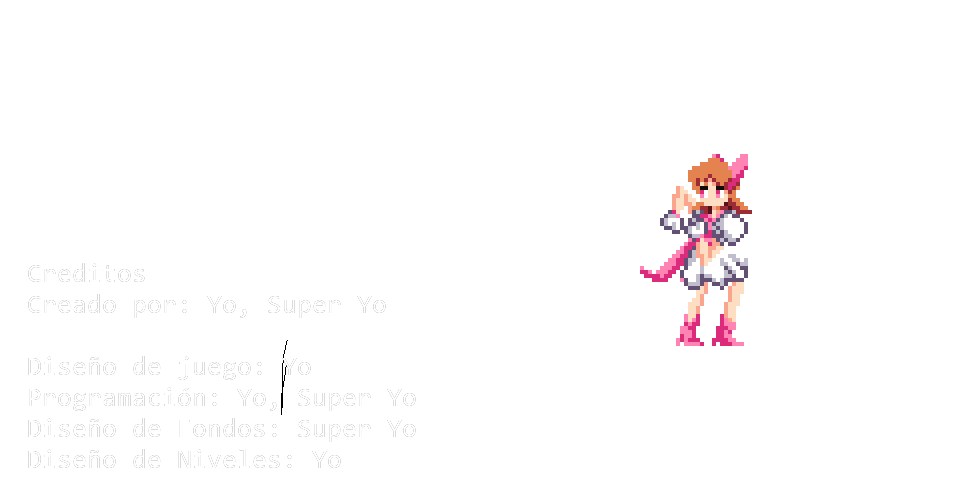 Creditos
Creado por: Yo, Super Yo
Diseño de juego: Yo
Programación: Yo, Super Yo
Diseño de Fondos: Super Yo
Diseño de Niveles: Yo